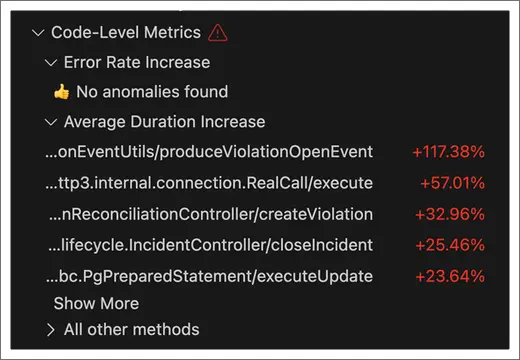 Code-Level Metrics
Error Rate Increase
👍 No anomalies found
Average Duration Increase
...onEventUtils/produceViolationOpenEvent +117.38%
...ttp3.internal.connection.RealCall/execute +57.01%
...nReconciliationController/createViolation +32.96%
...lifecycle.IncidentController/closeIncident +25.46%
...bc.PgPreparedStatement/executeUpdate +23.64%
Show More
All other methods